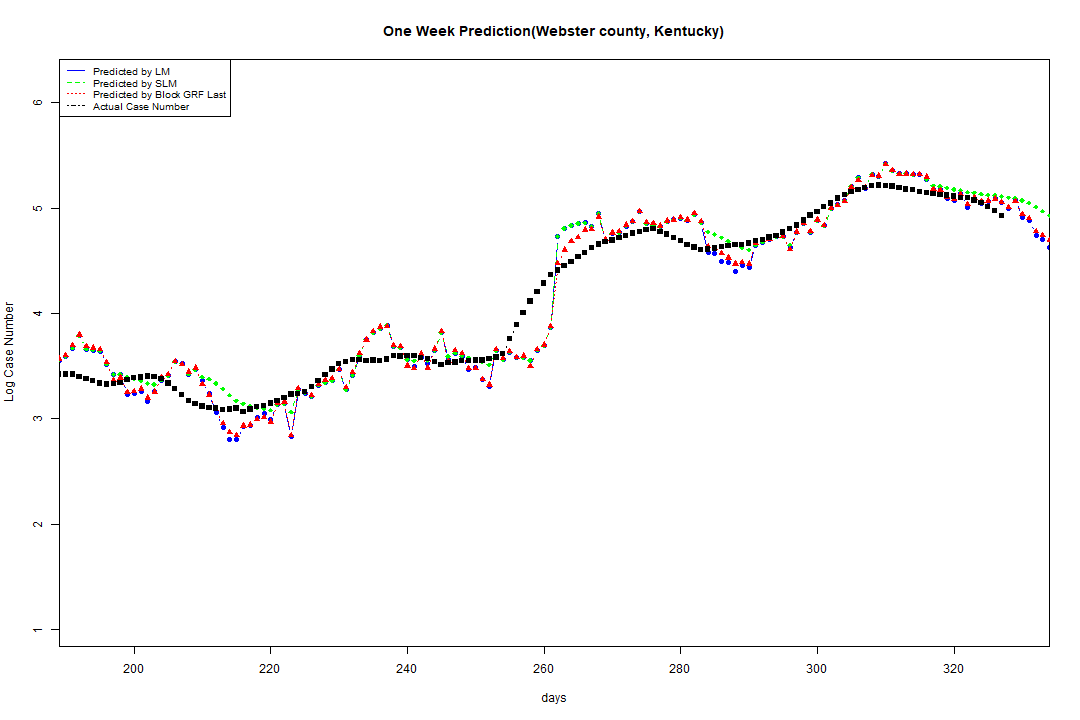 One Week Prediction(Webster county, Kentucky)
Predicted by LM
Predicted by SLM
Predicted by Block GRF Last
Actual Case Number
6
5
4
3
2
1
Log Case Number
200 220 240 260 280 300 320
days